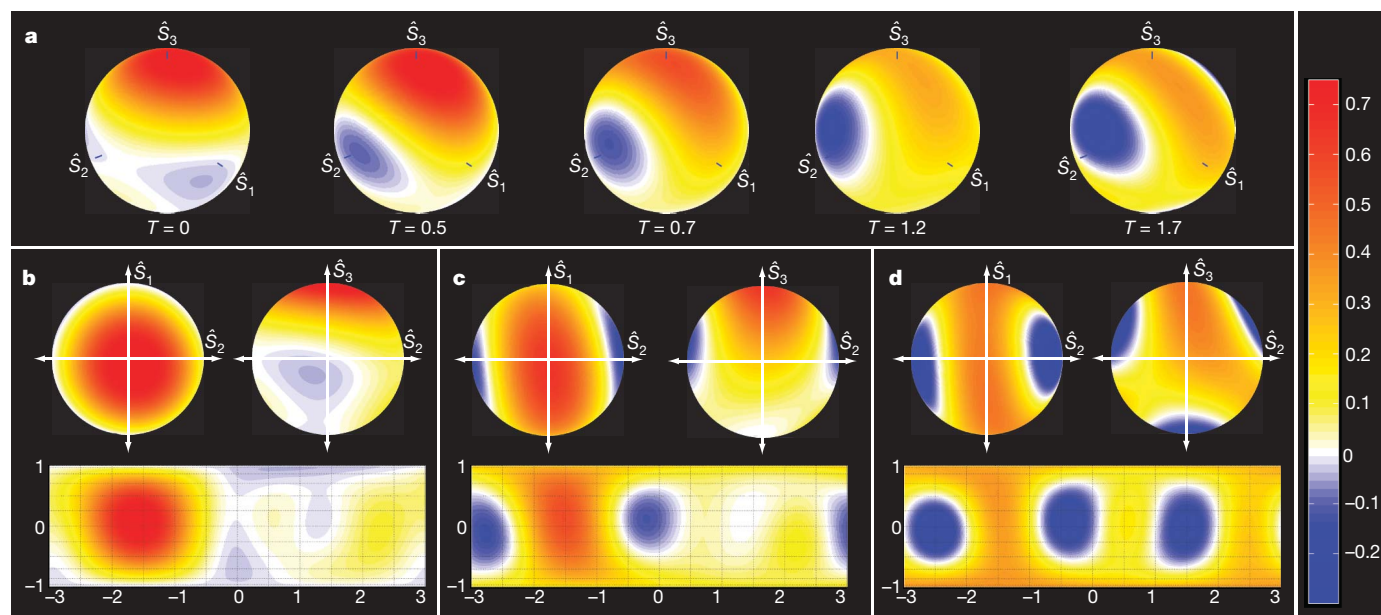 a
Ŝ₃ Ŝ₃ Ŝ₃ Ŝ₃ Ŝ₃
Ŝ₂ Ŝ₁ Ŝ₂ Ŝ₁ Ŝ₂ Ŝ₁ Ŝ₂ Ŝ₁ Ŝ₂ Ŝ₁
T = 0 T = 0.5 T = 0.7 T = 1.2 T = 1.7
b
Ŝ₁ Ŝ₃
Ŝ₂ Ŝ₂
1
0
−1
−3 −2 −1 0 1 2 3
c
Ŝ₁ Ŝ₃
Ŝ₂ Ŝ₂
1
0
−1
−3 −2 −1 0 1 2 3
d
Ŝ₁ Ŝ₃
Ŝ₂ Ŝ₂
1
0
−1
−3 −2 −1 0 1 2 3
0.7
0.6
0.5
0.4
0.3
0.2
0.1
0
−0.1
−0.2